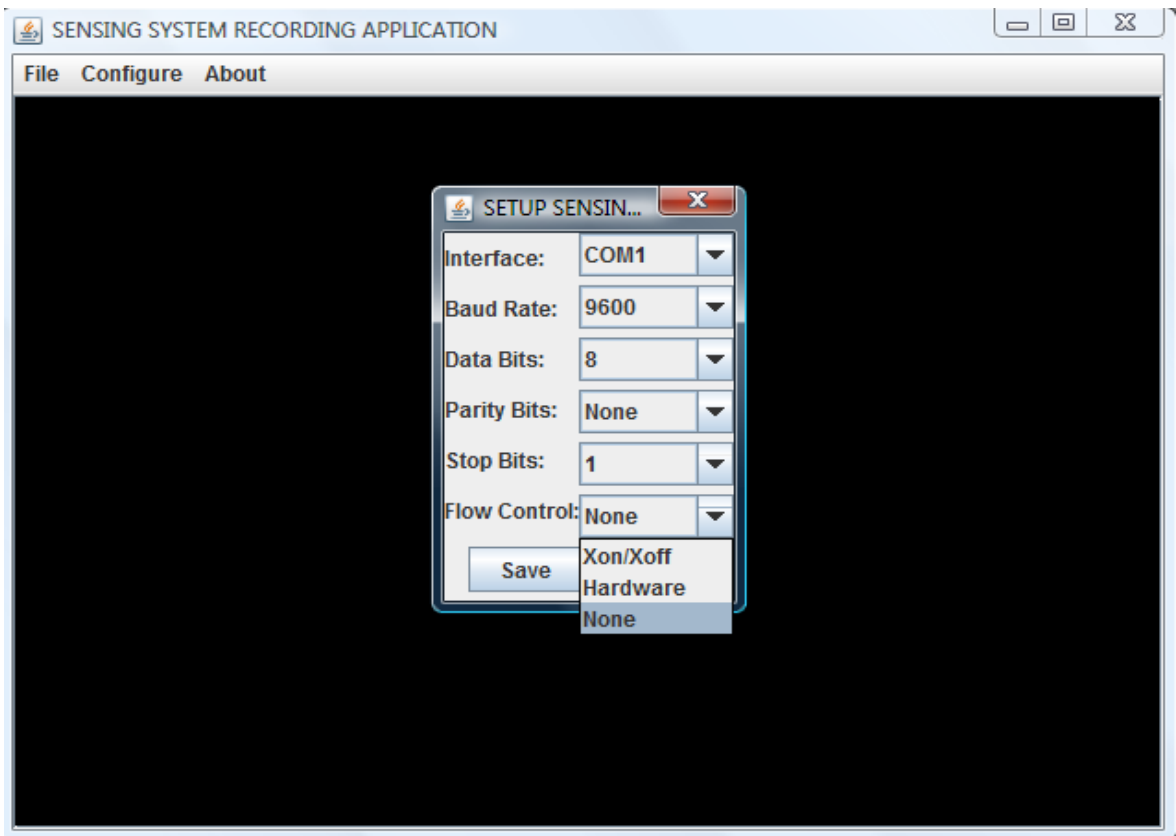 SENSING SYSTEM RECORDING APPLICATION
File Configure About
SETUP SENSIN...
Interface: COM1
Baud Rate: 9600
Data Bits: 8
Parity Bits: None
Stop Bits: 1
Flow Control: None
Save
Xon/Xoff
Hardware
None